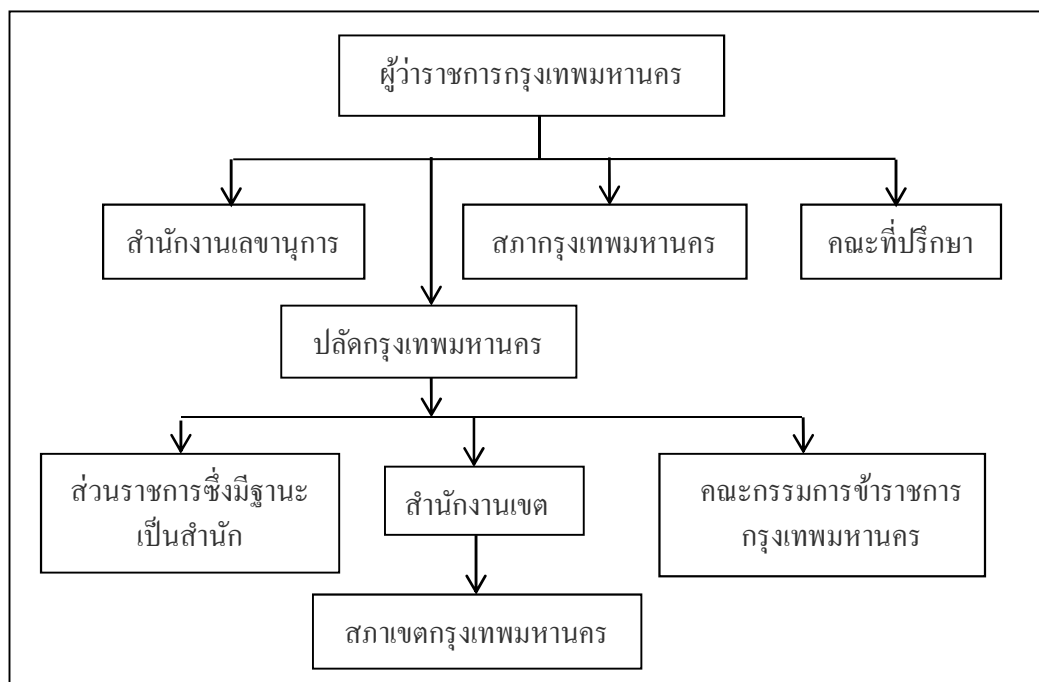 ผู้ว่าราชการกรุงเทพมหานคร
สำนักงานเลขานุการ
สภากรุงเทพมหานคร
คณะที่ปรึกษา
ปลัดกรุงเทพมหานคร
ส่วนราชการซึ่งมีฐานะ
เป็นสำนัก
สำนักงานเขต
คณะกรรมการข้าราชการ
กรุงเทพมหานคร
สภาเขตกรุงเทพมหานคร